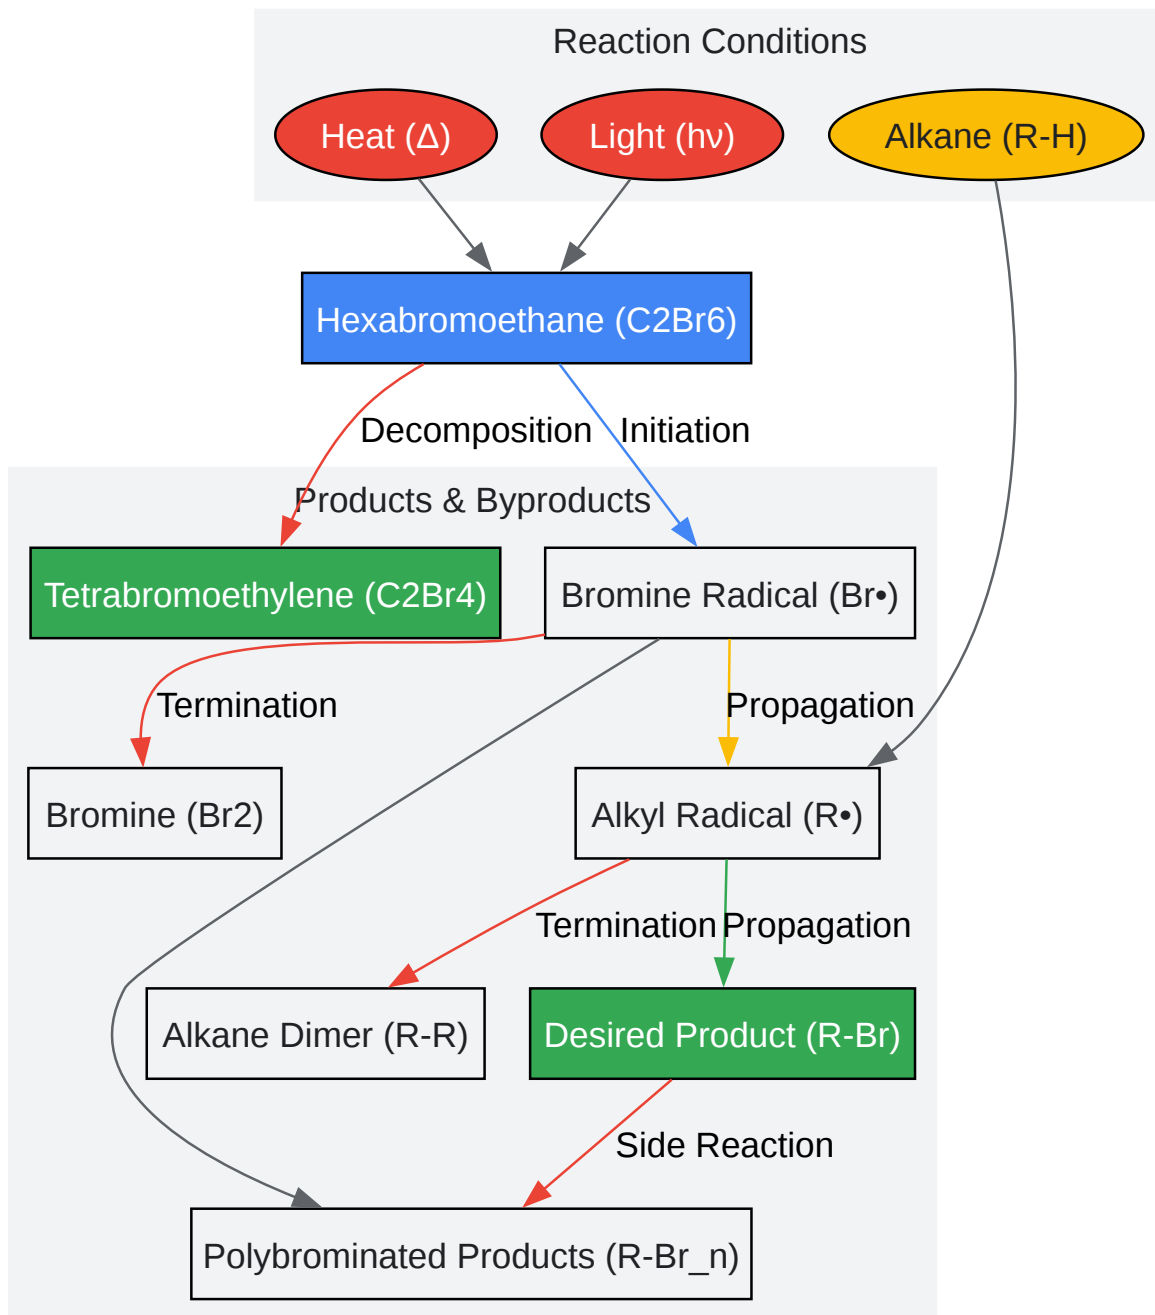 Reaction Conditions
Heat (Δ)
Light (hν)
Alkane (R-H)
Hexabromoethane (C2Br6)
Decomposition
Initiation
Products & Byproducts
Tetrabromoethylene (C2Br4)
Bromine Radical (Br•)
Termination
Propagation
Bromine (Br2)
Alkyl Radical (R•)
Termination
Propagation
Alkane Dimer (R-R)
Desired Product (R-Br)
Side Reaction
Polybrominated Products (R-Br_n)